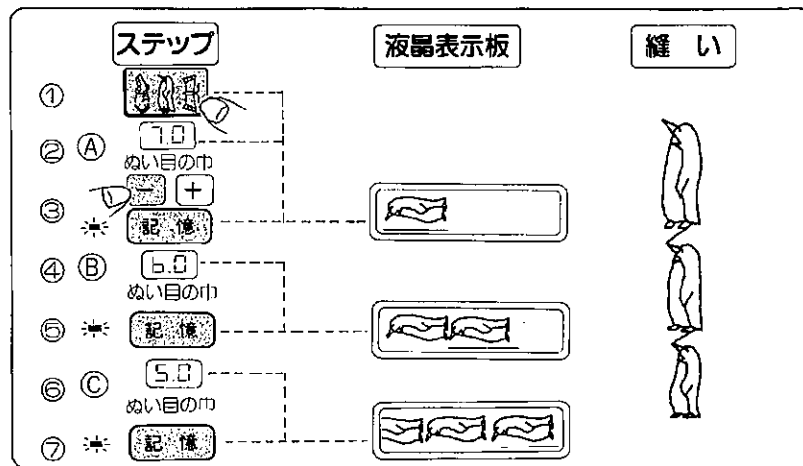 ステップ 液晶表示板 縫い
①
② Ⓐ 7.0
ぬい目の巾
− +
③ 記憶
④ Ⓑ 6.0
ぬい目の巾
⑤ 記憶
⑥ Ⓒ 5.0
ぬい目の巾
⑦ 記憶